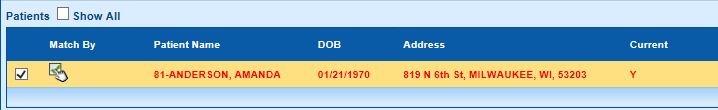 Patients Show All
Match By Patient Name DOB Address Current
81-ANDERSON, AMANDA 01/21/1970 819 N 6th St, MILWAUKEE, WI, 53203 Y